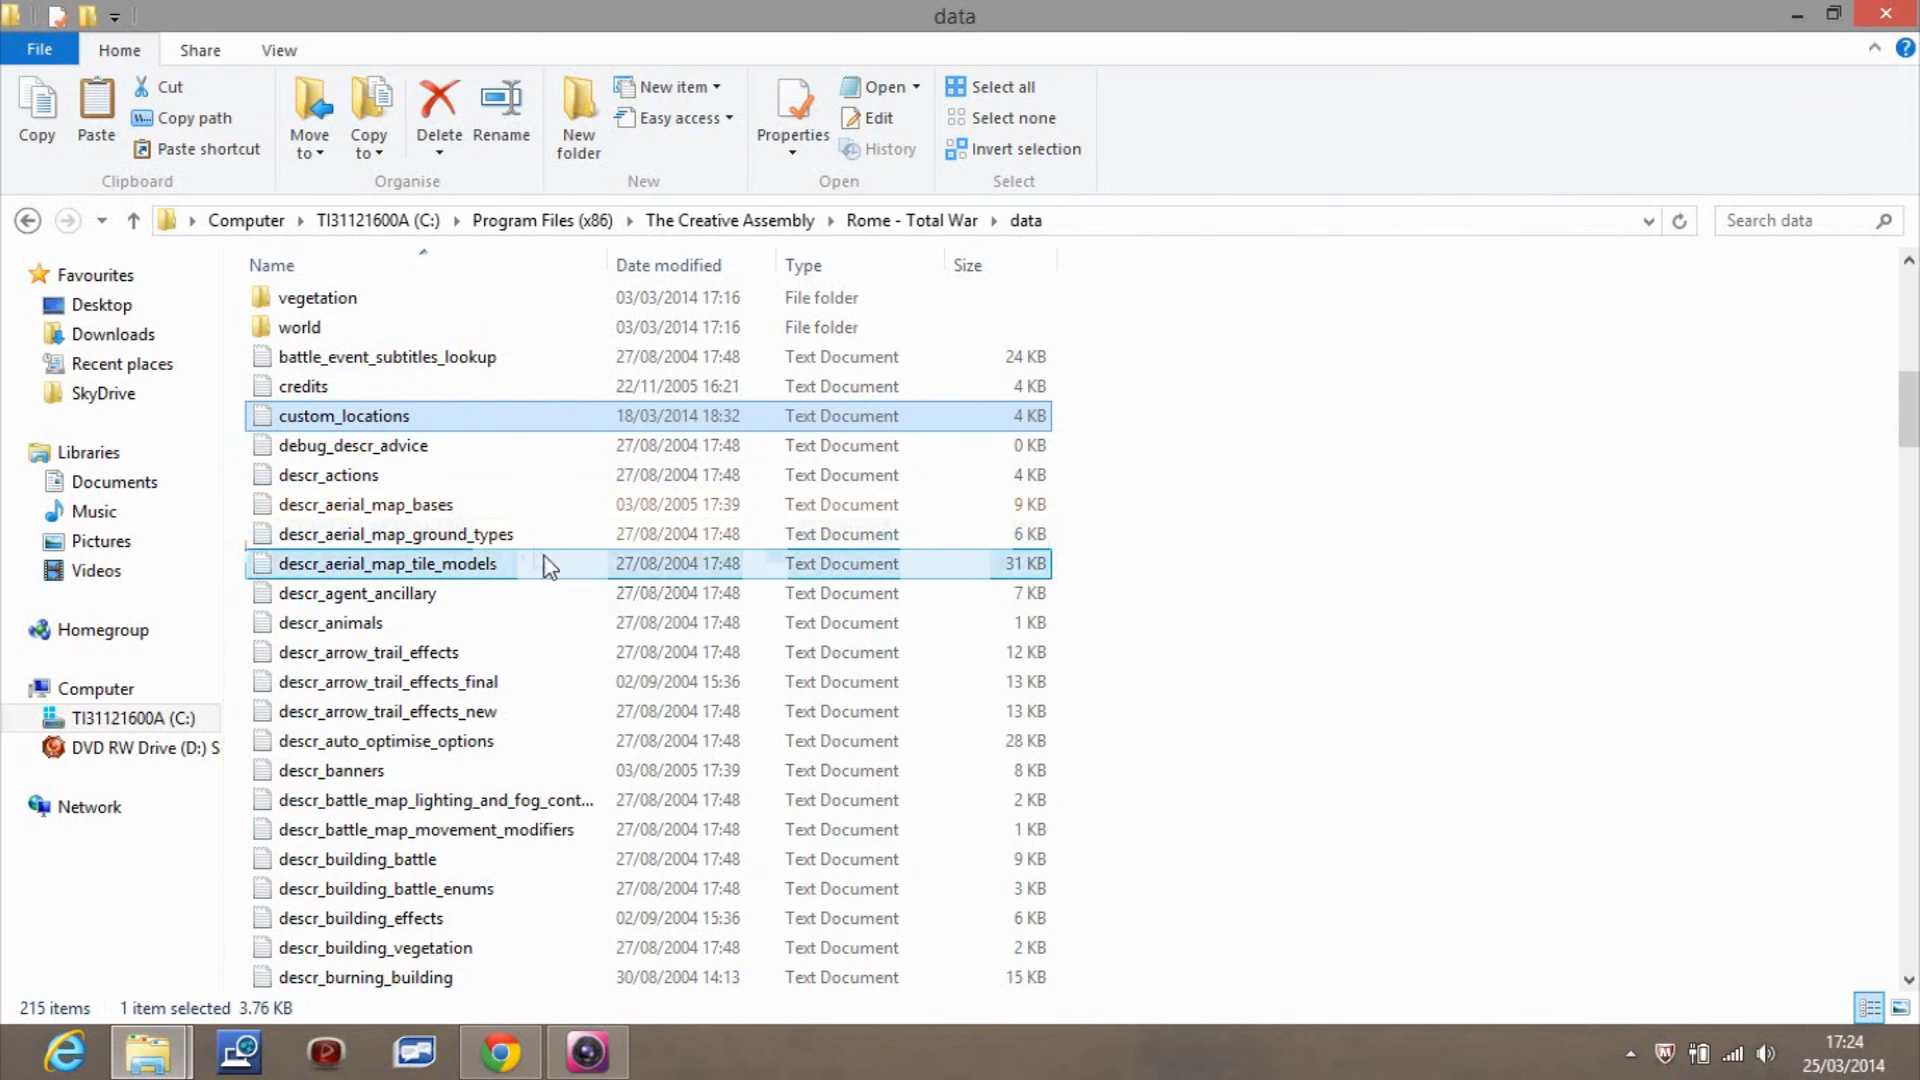 data
File Home Share View
Copy
Paste
Cut
Copy path
Paste shortcut
Clipboard
Move to
Copy to
Delete
Rename
Organise
New folder
New item
Easy access
New
Properties
Open
Edit
History
Open
Select all
Select none
Invert selection
Select
Computer TI31121600A (C:) Program Files (x86) The Creative Assembly Rome - Total War data
Search data
Favourites
Desktop
Downloads
Recent places
SkyDrive
Libraries
Documents
Music
Pictures
Videos
Homegroup
Computer
TI31121600A (C:)
DVD RW Drive (D:) S
Network
Name Date modified Type Size
vegetation 03/03/2014 17:16 File folder
world 03/03/2014 17:16 File folder
battle_event_subtitles_lookup 27/08/2004 17:48 Text Document 24 KB
credits 22/11/2005 16:21 Text Document 4 KB
custom_locations 18/03/2014 18:32 Text Document 4 KB
debug_descr_advice 27/08/2004 17:48 Text Document 0 KB
descr_actions 27/08/2004 17:48 Text Document 4 KB
descr_aerial_map_bases 03/08/2005 17:39 Text Document 9 KB
descr_aerial_map_ground_types 27/08/2004 17:48 Text Document 6 KB
descr_aerial_map_tile_models 27/08/2004 17:48 Text Document 31 KB
descr_agent_ancillary 27/08/2004 17:48 Text Document 7 KB
descr_animals 27/08/2004 17:48 Text Document 1 KB
descr_arrow_trail_effects 27/08/2004 17:48 Text Document 12 KB
descr_arrow_trail_effects_final 02/09/2004 15:36 Text Document 13 KB
descr_arrow_trail_effects_new 27/08/2004 17:48 Text Document 13 KB
descr_auto_optimise_options 27/08/2004 17:48 Text Document 28 KB
descr_banners 03/08/2005 17:39 Text Document 8 KB
descr_battle_map_lighting_and_fog_cont... 27/08/2004 17:48 Text Document 2 KB
descr_battle_map_movement_modifiers 27/08/2004 17:48 Text Document 1 KB
descr_building_battle 27/08/2004 17:48 Text Document 9 KB
descr_building_battle_enums 27/08/2004 17:48 Text Document 3 KB
descr_building_effects 02/09/2004 15:36 Text Document 6 KB
descr_building_vegetation 27/08/2004 17:48 Text Document 2 KB
descr_burning_building 30/08/2004 14:13 Text Document 15 KB
215 items 1 item selected 3.76 KB
17:24
25/03/2014